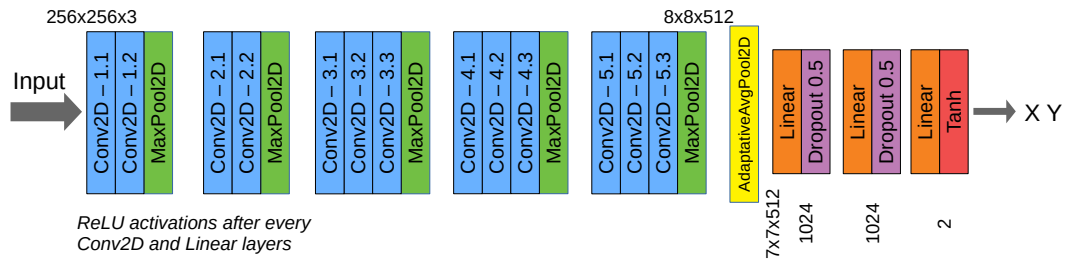 256x256x3
8x8x512
Input
Conv2D – 1.1
Conv2D – 1.2
MaxPool2D
Conv2D – 2.1
Conv2D – 2.2
MaxPool2D
Conv2D – 3.1
Conv2D – 3.2
Conv2D – 3.3
MaxPool2D
Conv2D – 4.1
Conv2D – 4.2
Conv2D – 4.3
MaxPool2D
Conv2D – 5.1
Conv2D – 5.2
Conv2D – 5.3
MaxPool2D
AdaptativeAvgPool2D
Linear
Dropout 0.5
Linear
Dropout 0.5
Linear
Tanh
X Y
7x7x512
1024
1024
2
ReLU activations after every
Conv2D and Linear layers